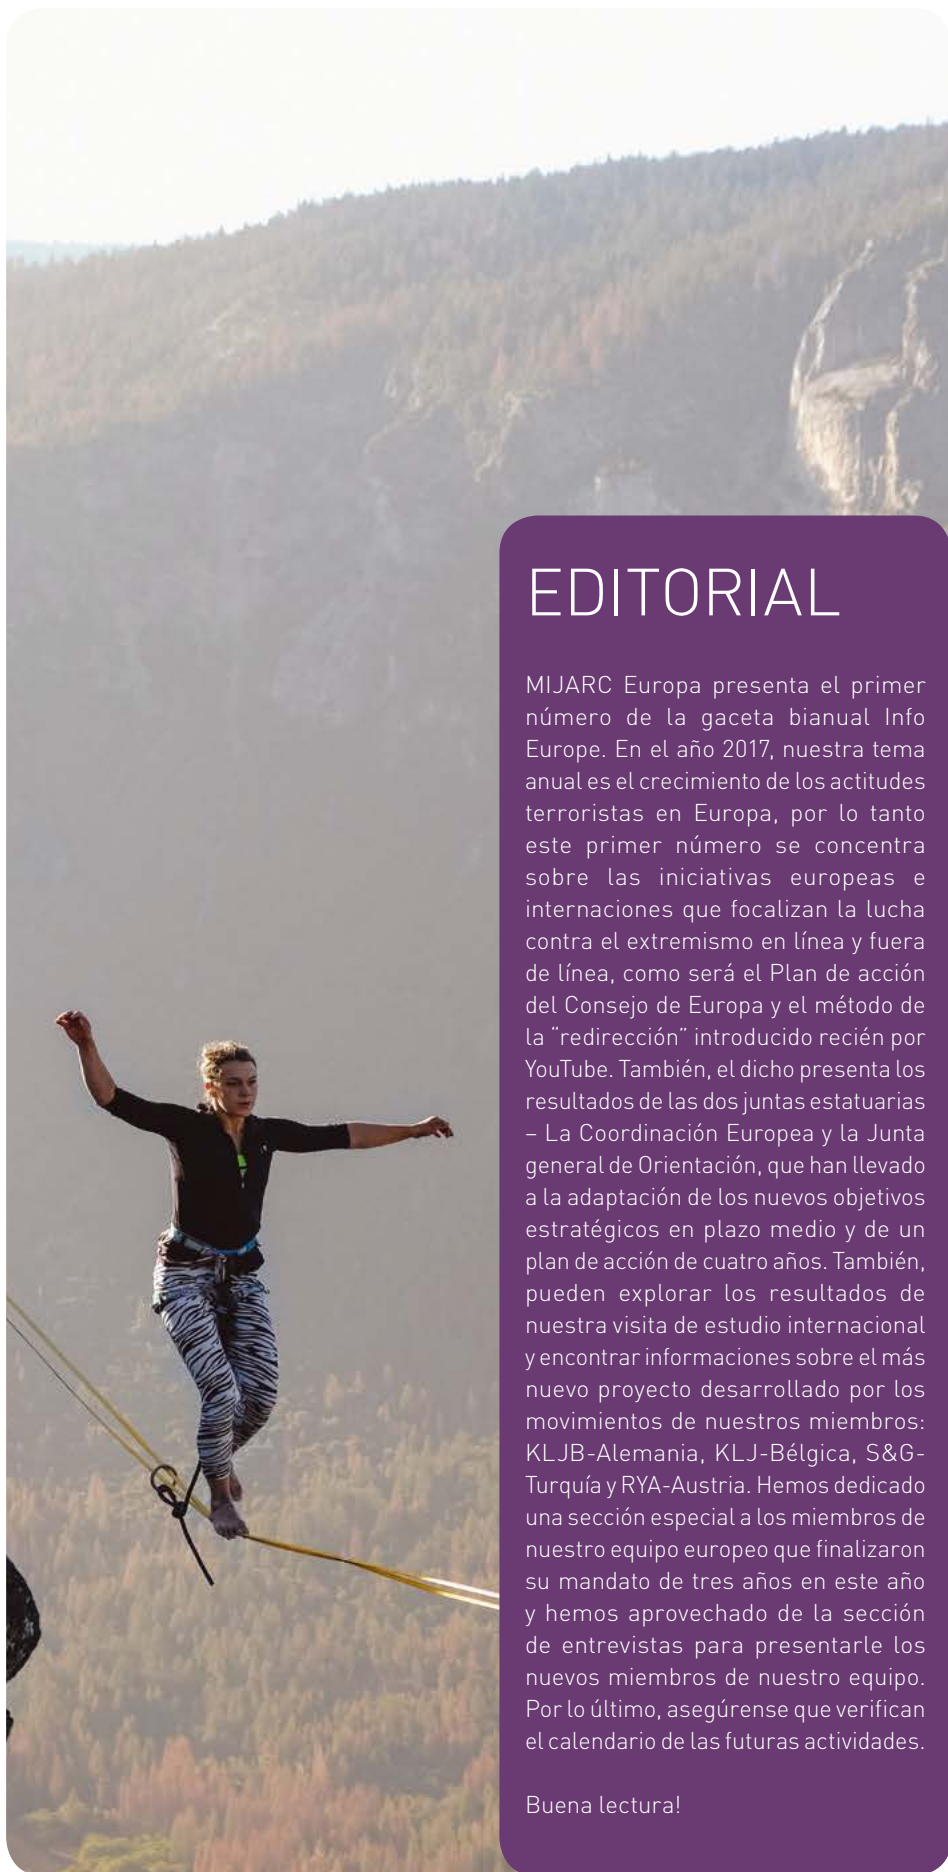 EDITORIAL
MIJARC Europa presenta el primer
número de la gaceta bianual Info
Europe. En el año 2017, nuestra tema
anual es el crecimiento de los actitudes
terroristas en Europa, por lo tanto
este primer número se concentra
sobre las iniciativas europeas e
internaciones que focalizan la lucha
contra el extremismo en línea y fuera
de línea, como será el Plan de acción
del Consejo de Europa y el método de
la “redirección” introducido recién por
YouTube. También, el dicho presenta los
resultados de las dos juntas estatuarias
– La Coordinación Europea y la Junta
general de Orientación, que han llevado
a la adaptación de los nuevos objetivos
estratégicos en plazo medio y de un
plan de acción de cuatro años. También,
pueden explorar los resultados de
nuestra visita de estudio internacional
y encontrar informaciones sobre el más
nuevo proyecto desarrollado por los
movimientos de nuestros miembros:
KLJB-Alemania, KLJ-Bélgica, S&G-
Turquía y RYA-Austria. Hemos dedicado
una sección especial a los miembros de
nuestro equipo europeo que finalizaron
su mandato de tres años en este año
y hemos aprovechado de la sección
de entrevistas para presentarle los
nuevos miembros de nuestro equipo.
Por lo último, asegúrense que verifican
el calendario de las futuras actividades.
Buena lectura!